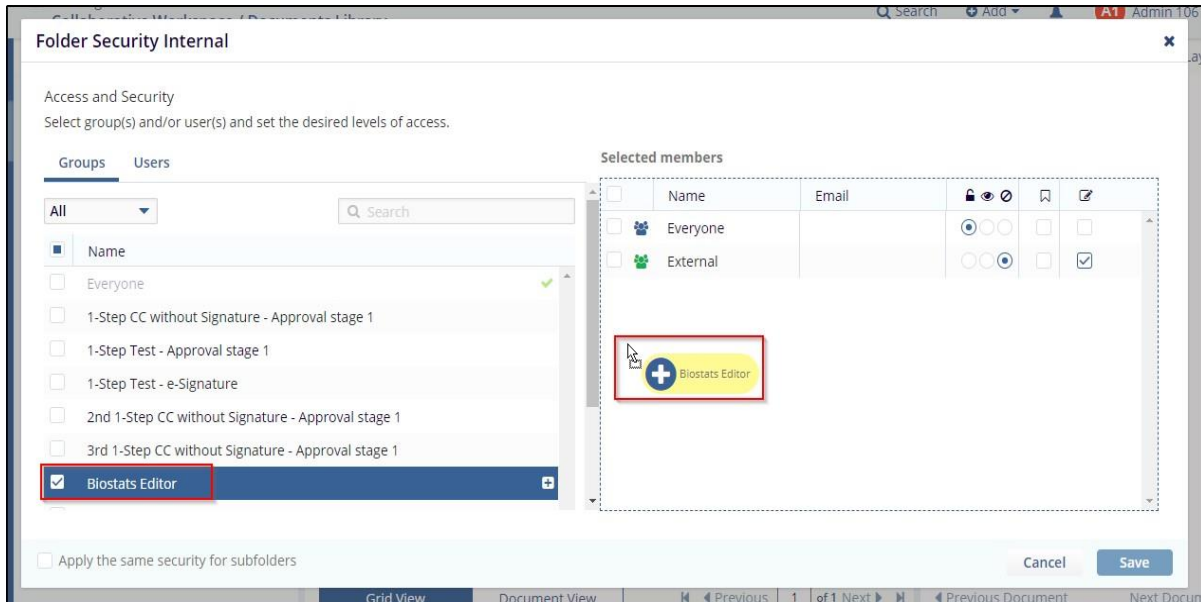 Collaborative Workspace / Documents Library
Search Add A1 Admin 106
Folder Security Internal
Access and Security
Select group(s) and/or user(s) and set the desired levels of access.
Groups Users
Selected members
All
Search
Name
Everyone
1-Step CC without Signature - Approval stage 1
1-Step Test - Approval stage 1
1-Step Test - e-Signature
2nd 1-Step CC without Signature - Approval stage 1
3rd 1-Step CC without Signature - Approval stage 1
Biostats Editor
Name Email
Everyone
External
Biostats Editor
Apply the same security for subfolders
Cancel Save
Grid View Document View Previous 1 of 1 Next Previous Document Next Docum